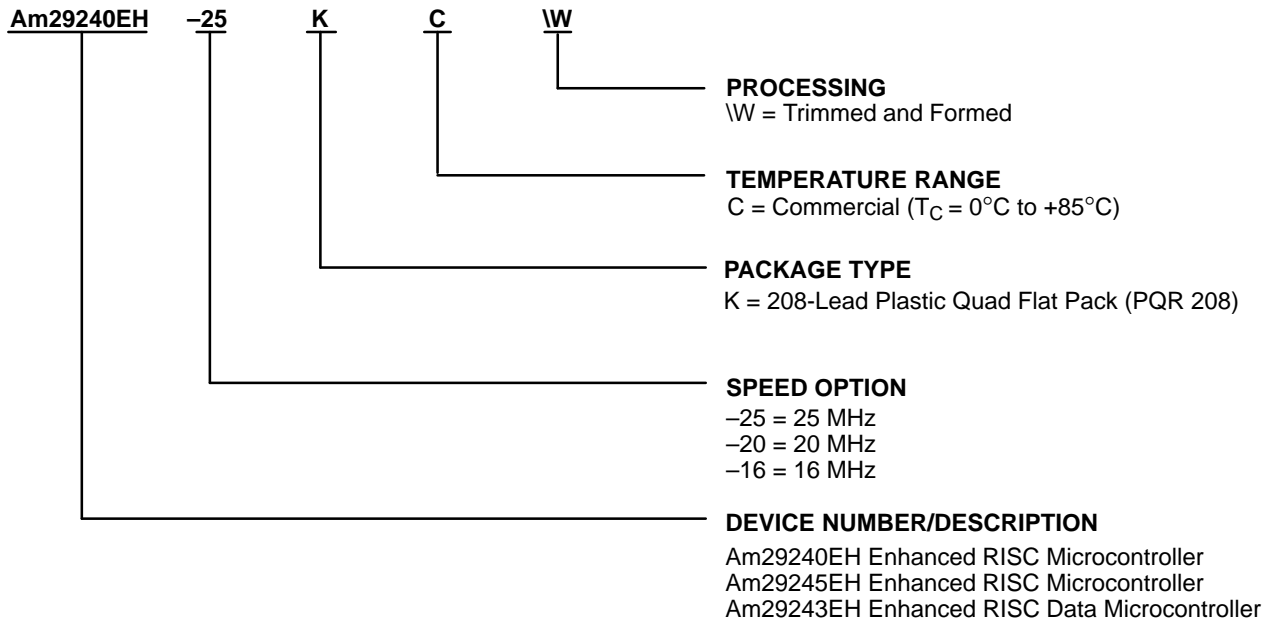 Am29240EH –25 K C \W
PROCESSING
\W = Trimmed and Formed
TEMPERATURE RANGE
C = Commercial (TC = 0°C to +85°C)
PACKAGE TYPE
K = 208-Lead Plastic Quad Flat Pack (PQR 208)
SPEED OPTION
–25 = 25 MHz
–20 = 20 MHz
–16 = 16 MHz
DEVICE NUMBER/DESCRIPTION
Am29240EH Enhanced RISC Microcontroller
Am29245EH Enhanced RISC Microcontroller
Am29243EH Enhanced RISC Data Microcontroller